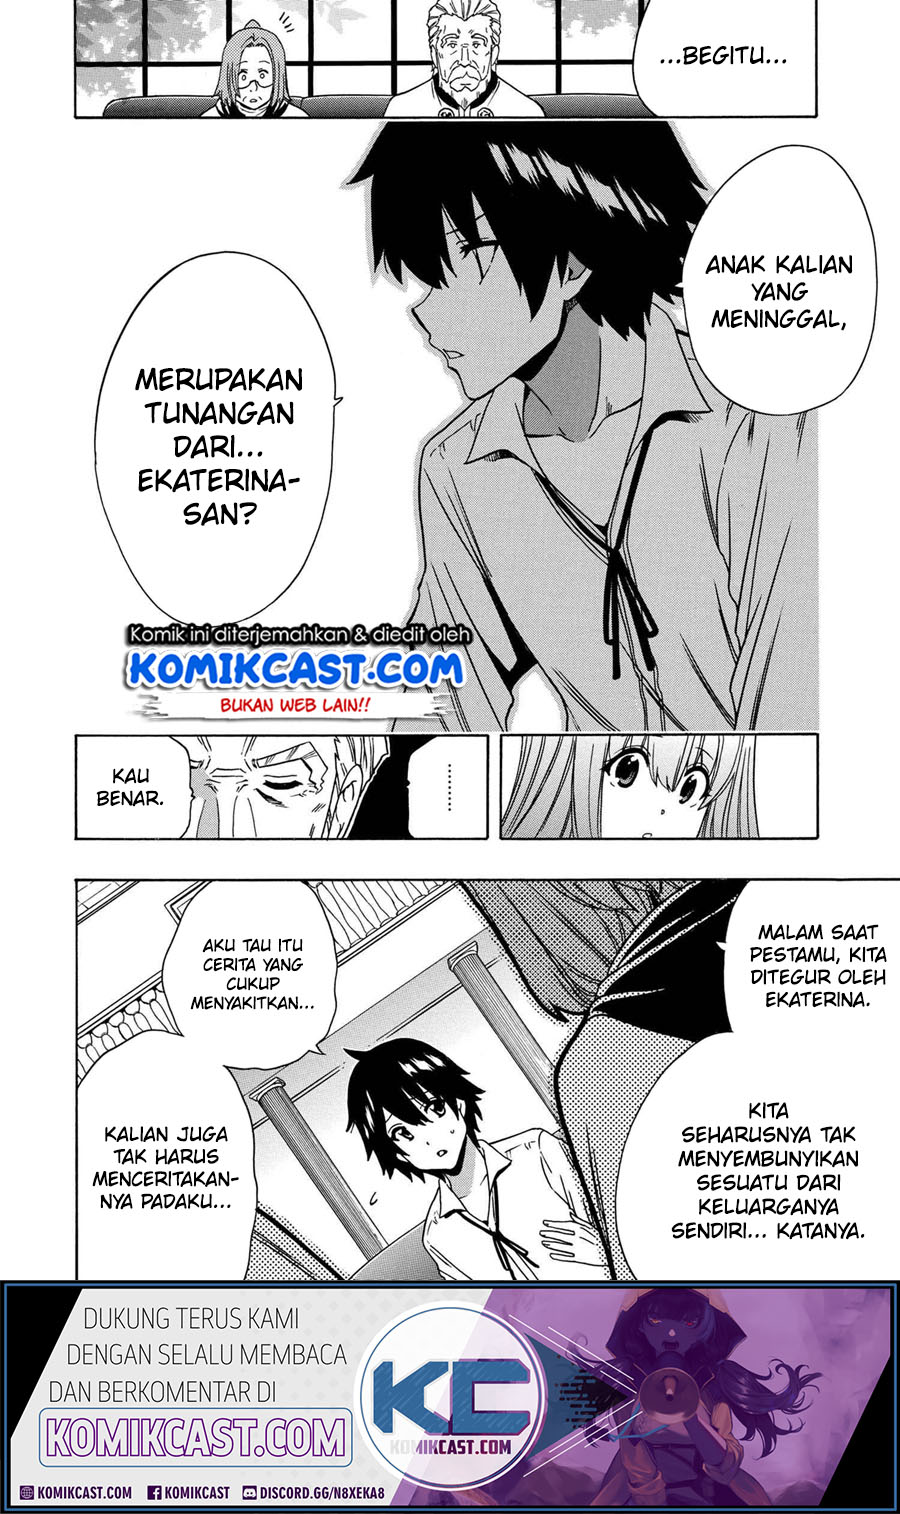 ...BEGITU...
ANAK KALIAN
YANG
MENINGGAL,
MERUPAKAN
TUNANGAN
DARI...
EKATERINA-
SAN?
Komik ini diterjemahkan & diedit oleh
KOMIKCAST.COM
BUKAN WEB LAIN!!
.........
KAU
BENAR.
MALAM SAAT
PESTAMU, KITA
DITEGUR OLEH
EKATERINA.
KITA
SEHARUSNYA TAK
MENYEMBUNYIKAN
SESUATU DARI
KELUARGANYA
SENDIRI... KATANYA.
AKU TAU ITU
CERITA YANG
CUKUP
MENYAKITKAN...
KALIAN JUGA
TAK HARUS
MENCERITAKAN-
NYA PADAKU...
DUKUNG TERUS KAMI
DENGAN SELALU MEMBACA
DAN BERKOMENTAR DI
KOMIKCAST.COM
KOMIKCAST.COM KOMIKCAST DISCORD.GG/N8XEKA8
KC
KOMIKCAST.COM